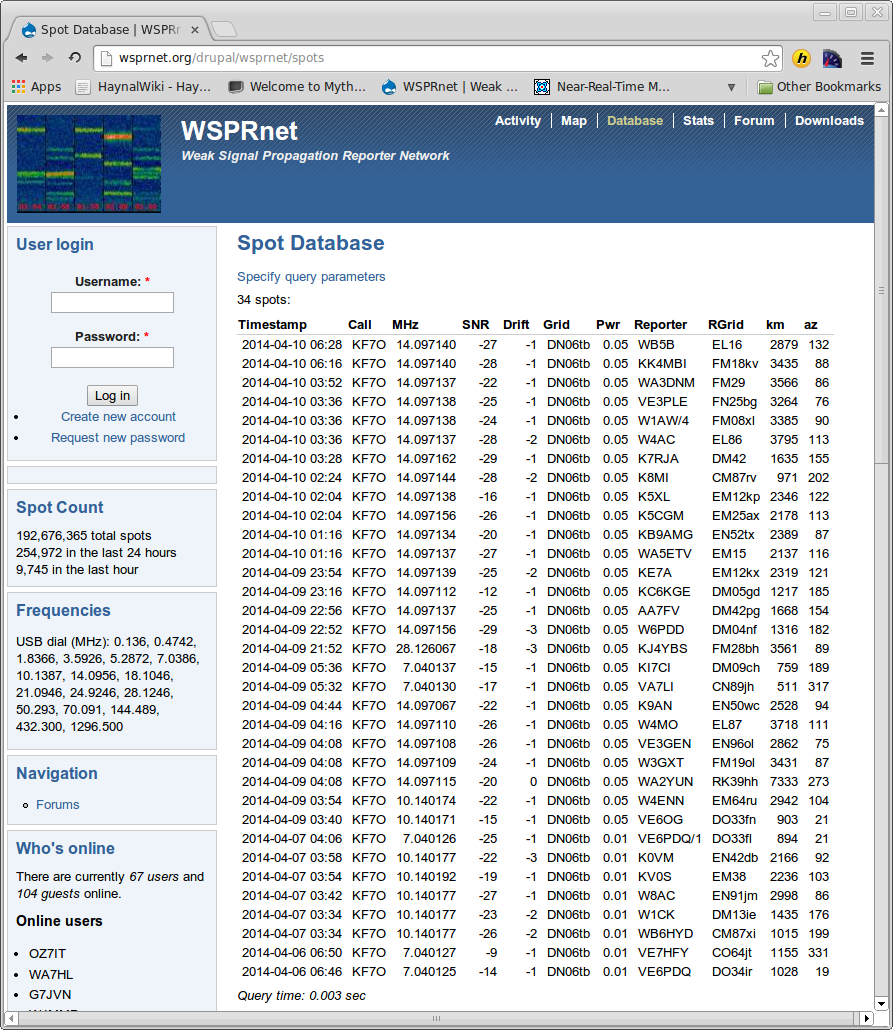 Spot Database | WSPRn
wsprnet.org/drupal/wsprnet/spots
Apps HaynalWiki - Hay... Welcome to Myth... WSPRnet | Weak ... Near-Real-Time M... Other Bookmarks
WSPRnet
Weak Signal Propagation Reporter Network
Activity Map Database Stats Forum Downloads
User login
Username: *
Password: *
Log in
Create new account
Request new password
Spot Count
192,676,365 total spots
254,972 in the last 24 hours
9,745 in the last hour
Frequencies
USB dial (MHz): 0.136, 0.4742,
1.8366, 3.5926, 5.2872, 7.0386,
10.1387, 14.0956, 18.1046,
21.0946, 24.9246, 28.1246,
50.293, 70.091, 144.489,
432.300, 1296.500
Navigation
Forums
Who's online
There are currently 67 users and
104 guests online.
Online users
OZ7IT
WA7HL
G7JVN
Spot Database
Specify query parameters
34 spots:
Timestamp Call MHz SNR Drift Grid Pwr Reporter RGrid km az
2014-04-10 06:28 KF7O 14.097140 -27 -1 DN06tb 0.05 WB5B EL16 2879 132
2014-04-10 06:16 KF7O 14.097140 -28 -1 DN06tb 0.05 KK4MBI FM18kv 3435 88
2014-04-10 03:52 KF7O 14.097137 -22 -1 DN06tb 0.05 WA3DNM FM29 3566 86
2014-04-10 03:36 KF7O 14.097138 -25 -1 DN06tb 0.05 VE3PLE FN25bg 3264 76
2014-04-10 03:36 KF7O 14.097138 -24 -1 DN06tb 0.05 W1AW/4 FM08xl 3385 90
2014-04-10 03:36 KF7O 14.097137 -28 -2 DN06tb 0.05 W4AC EL86 3795 113
2014-04-10 03:28 KF7O 14.097162 -29 -1 DN06tb 0.05 K7RJA DM42 1635 155
2014-04-10 02:24 KF7O 14.097144 -28 -2 DN06tb 0.05 K8MI CM87rv 971 202
2014-04-10 02:04 KF7O 14.097138 -16 -1 DN06tb 0.05 K5XL EM12kp 2346 122
2014-04-10 02:04 KF7O 14.097156 -26 -1 DN06tb 0.05 K5CGM EM25ax 2178 113
2014-04-10 01:16 KF7O 14.097134 -20 -1 DN06tb 0.05 KB9AMG EN52tx 2389 87
2014-04-10 01:16 KF7O 14.097137 -27 -1 DN06tb 0.05 WA5ETV EM15 2137 116
2014-04-09 23:54 KF7O 14.097139 -25 -2 DN06tb 0.05 KE7A EM12kx 2319 121
2014-04-09 23:16 KF7O 14.097112 -12 -1 DN06tb 0.05 KC6KGE DM05gd 1217 185
2014-04-09 22:56 KF7O 14.097137 -25 -1 DN06tb 0.05 AA7FV DM42pg 1668 154
2014-04-09 22:52 KF7O 14.097156 -29 -3 DN06tb 0.05 W6PDD DM04nf 1316 182
2014-04-09 21:52 KF7O 28.126067 -18 -3 DN06tb 0.05 KJ4YBS FM28bh 3561 89
2014-04-09 05:36 KF7O 7.040137 -15 -1 DN06tb 0.05 KI7CI DM09ch 759 189
2014-04-09 05:32 KF7O 7.040130 -17 -1 DN06tb 0.05 VA7LI CN89jh 511 317
2014-04-09 04:44 KF7O 14.097067 -22 -1 DN06tb 0.05 K9AN EN50wc 2528 94
2014-04-09 04:16 KF7O 14.097110 -26 -1 DN06tb 0.05 W4MO EL87 3718 111
2014-04-09 04:08 KF7O 14.097108 -26 -1 DN06tb 0.05 VE3GEN EN96ol 2862 75
2014-04-09 04:08 KF7O 14.097109 -24 -1 DN06tb 0.05 W3GXT FM19ol 3431 87
2014-04-09 04:08 KF7O 14.097115 -20 0 DN06tb 0.05 WA2YUN RK39hh 7333 273
2014-04-09 03:54 KF7O 10.140174 -22 -1 DN06tb 0.05 W4ENN EM64ru 2942 104
2014-04-09 03:40 KF7O 10.140171 -15 -1 DN06tb 0.05 VE6OG DO33fn 903 21
2014-04-07 04:06 KF7O 7.040126 -25 -1 DN06tb 0.01 VE6PDQ/1 DO33fl 894 21
2014-04-07 03:58 KF7O 10.140177 -22 -3 DN06tb 0.01 K0VM EN42db 2166 92
2014-04-07 03:54 KF7O 10.140192 -19 -1 DN06tb 0.01 KV0S EM38 2236 103
2014-04-07 03:42 KF7O 10.140177 -27 -1 DN06tb 0.01 W8AC EN91jm 2998 86
2014-04-07 03:34 KF7O 10.140177 -23 -2 DN06tb 0.01 W1CK DM13ie 1435 176
2014-04-07 03:34 KF7O 10.140177 -26 -2 DN06tb 0.01 WB6HYD CM87xi 1015 199
2014-04-06 06:50 KF7O 7.040127 -9 -1 DN06tb 0.01 VE7HFY CO64jt 1155 331
2014-04-06 06:46 KF7O 7.040125 -14 -1 DN06tb 0.01 VE6PDQ DO34ir 1028 19
Query time: 0.003 sec